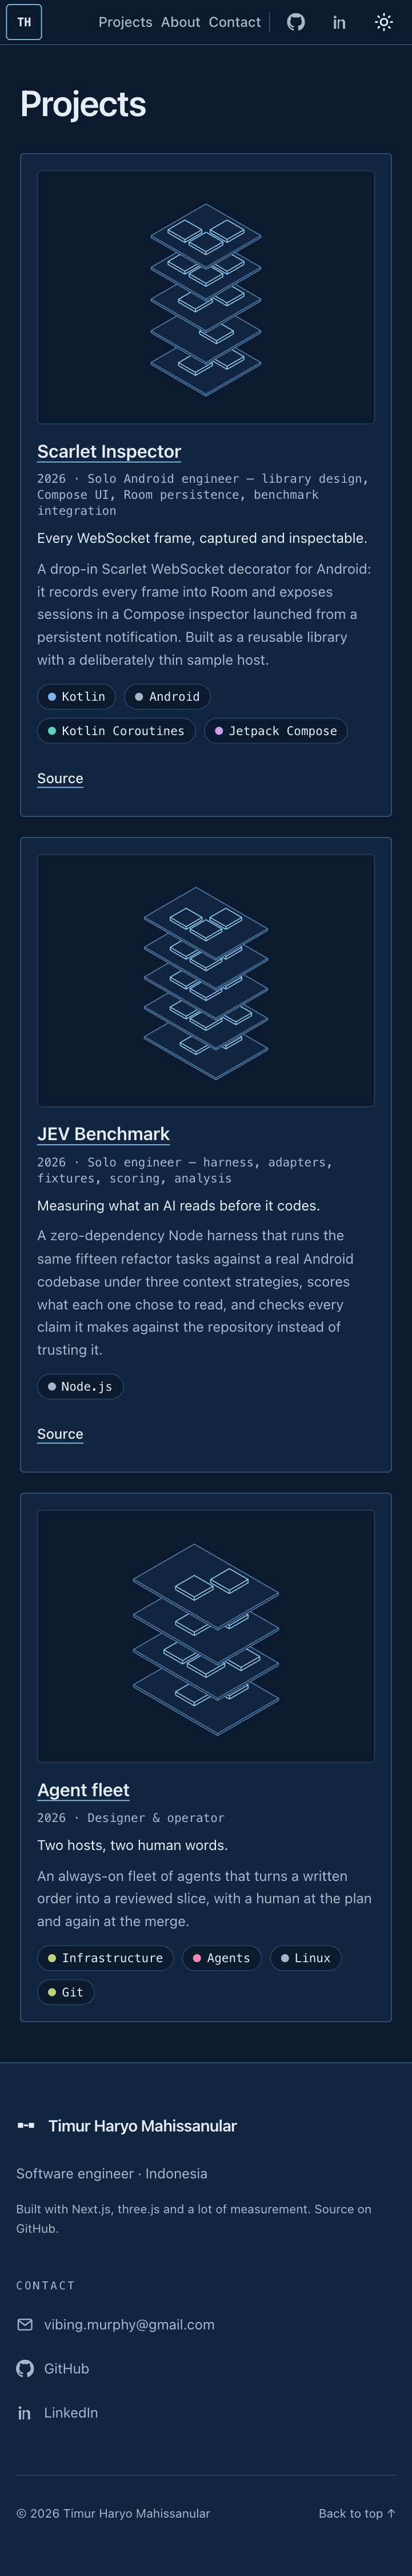 TH
Projects About Contact
Projects
Scarlet Inspector
2026 · Solo Android engineer — library design,
Compose UI, Room persistence, benchmark
integration
Every WebSocket frame, captured and inspectable.
A drop-in Scarlet WebSocket decorator for Android:
it records every frame into Room and exposes
sessions in a Compose inspector launched from a
persistent notification. Built as a reusable library
with a deliberately thin sample host.
Kotlin Android
Kotlin Coroutines Jetpack Compose
Source
JEV Benchmark
2026 · Solo engineer — harness, adapters,
fixtures, scoring, analysis
Measuring what an AI reads before it codes.
A zero-dependency Node harness that runs the
same fifteen refactor tasks against a real Android
codebase under three context strategies, scores
what each one chose to read, and checks every
claim it makes against the repository instead of
trusting it.
Node.js
Source
Agent fleet
2026 · Designer & operator
Two hosts, two human words.
An always-on fleet of agents that turns a written
order into a reviewed slice, with a human at the plan
and again at the merge.
Infrastructure Agents Linux
Git
Timur Haryo Mahissanular
Software engineer · Indonesia
Built with Next.js, three.js and a lot of measurement. Source on
GitHub.
CONTACT
vibing.murphy@gmail.com
GitHub
LinkedIn
© 2026 Timur Haryo Mahissanular Back to top ↑